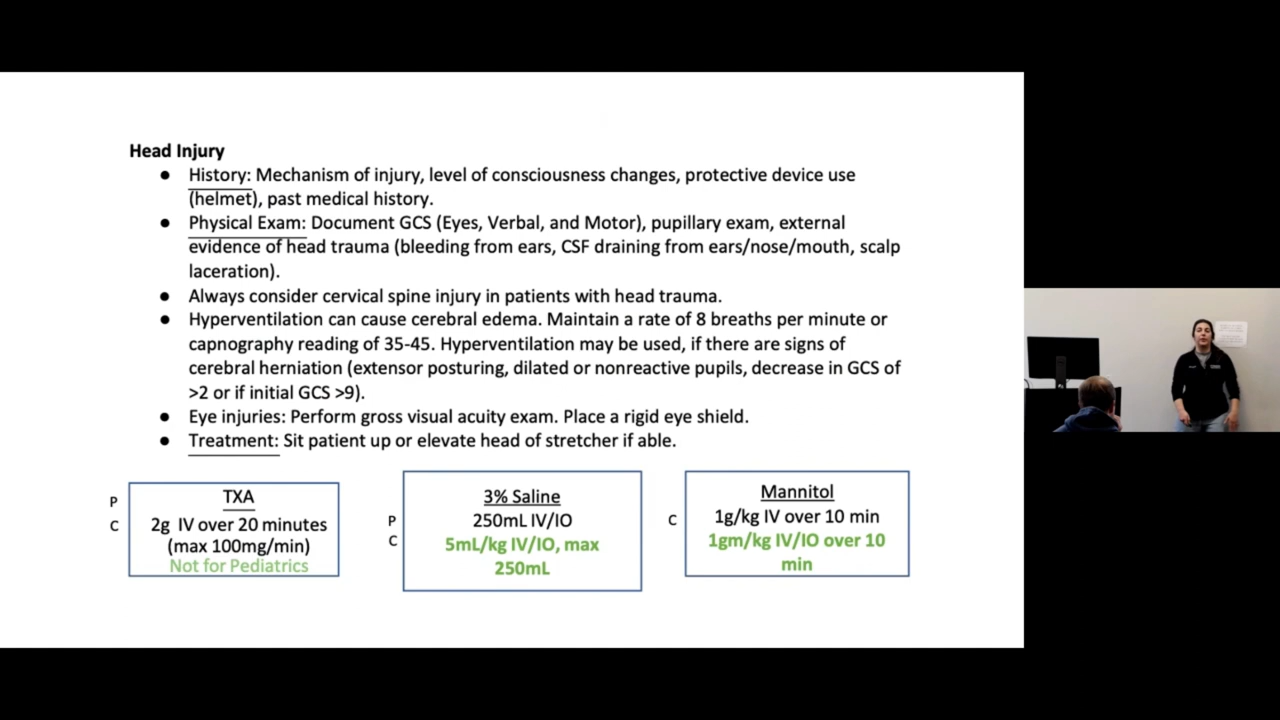 Head Injury
● History: Mechanism of injury, level of consciousness changes, protective device use
(helmet), past medical history.
● Physical Exam: Document GCS (Eyes, Verbal, and Motor), pupillary exam, external
evidence of head trauma (bleeding from ears, CSF draining from ears/nose/mouth, scalp
laceration).
● Always consider cervical spine injury in patients with head trauma.
● Hyperventilation can cause cerebral edema. Maintain a rate of 8 breaths per minute or
capnography reading of 35-45. Hyperventilation may be used, if there are signs of
cerebral herniation (extensor posturing, dilated or nonreactive pupils, decrease in GCS of
>2 or if initial GCS >9).
● Eye injuries: Perform gross visual acuity exam. Place a rigid eye shield.
● Treatment: Sit patient up or elevate head of stretcher if able.
P
C
TXA
2g IV over 20 minutes
(max 100mg/min)
Not for Pediatrics
P
C
3% Saline
250mL IV/IO
5mL/kg IV/IO, max
250mL
C
Mannitol
1g/kg IV over 10 min
1gm/kg IV/IO over 10
min